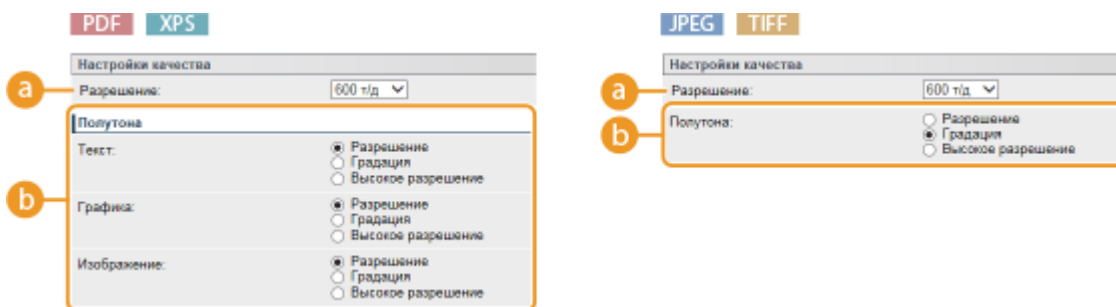 PDF XPS
Настройки качества
a Разрешение: 600 т/д
Полутона
b
Текст: Разрешение
Градация
Высокое разрешение
Графика: Разрешение
Градация
Высокое разрешение
Изображение: Разрешение
Градация
Высокое разрешение
JPEG TIFF
Настройки качества
a Разрешение: 600 т/д
b Полутона: Разрешение
Градация
Высокое разрешение